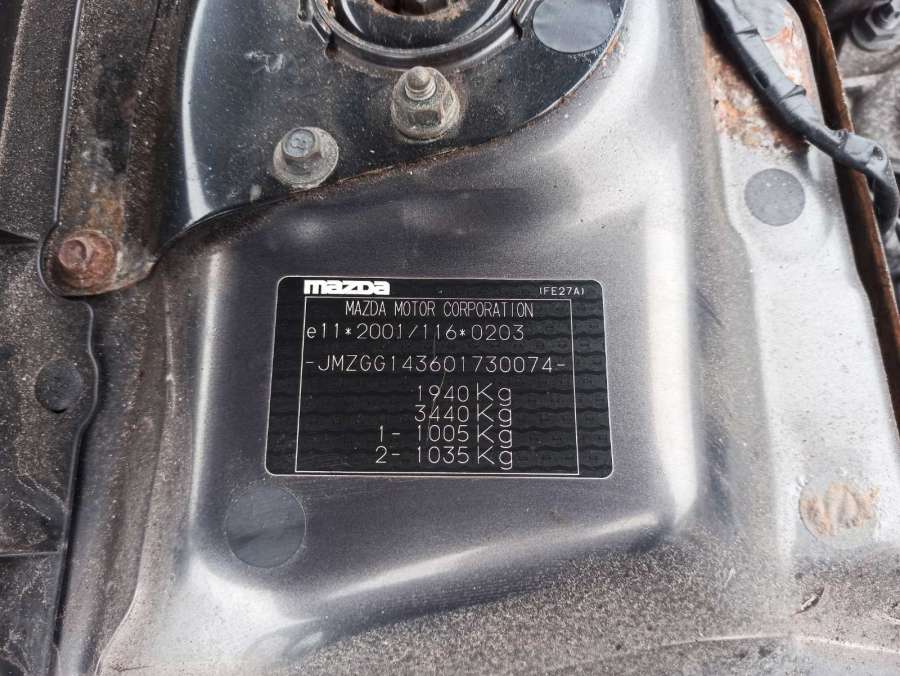 mazda (FE27A)
MAZDA MOTOR CORPORATION
e11*2001/116*0203
-JMZGG143601730074-
1940 Kg
3440 Kg
1- 1005 Kg
2- 1035 Kg
8